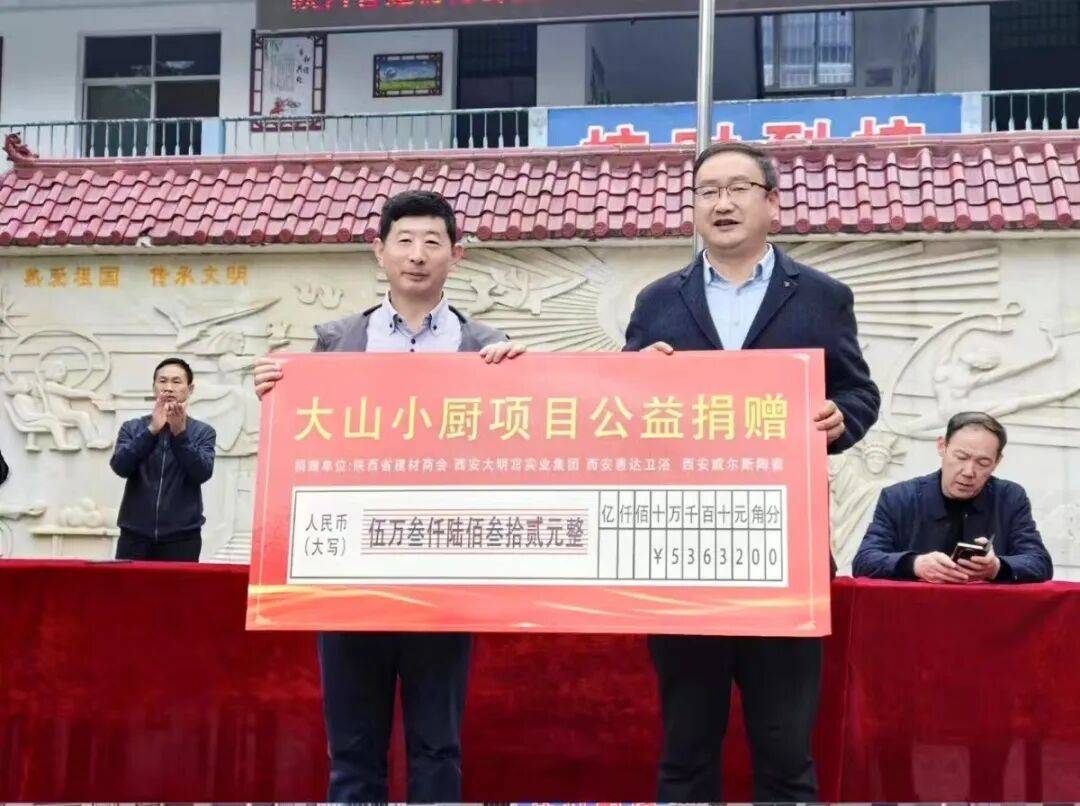 热爱祖国 传承文明
大山小厨项目公益捐赠
捐赠单位:陕西省建材商会 西安大明宫实业集团 西安惠达卫浴 西安威尔斯陶瓷
人民币
(大写)
伍万叁仟陆佰叁拾贰元整
亿仟佰十万千百十元角分
¥5363200